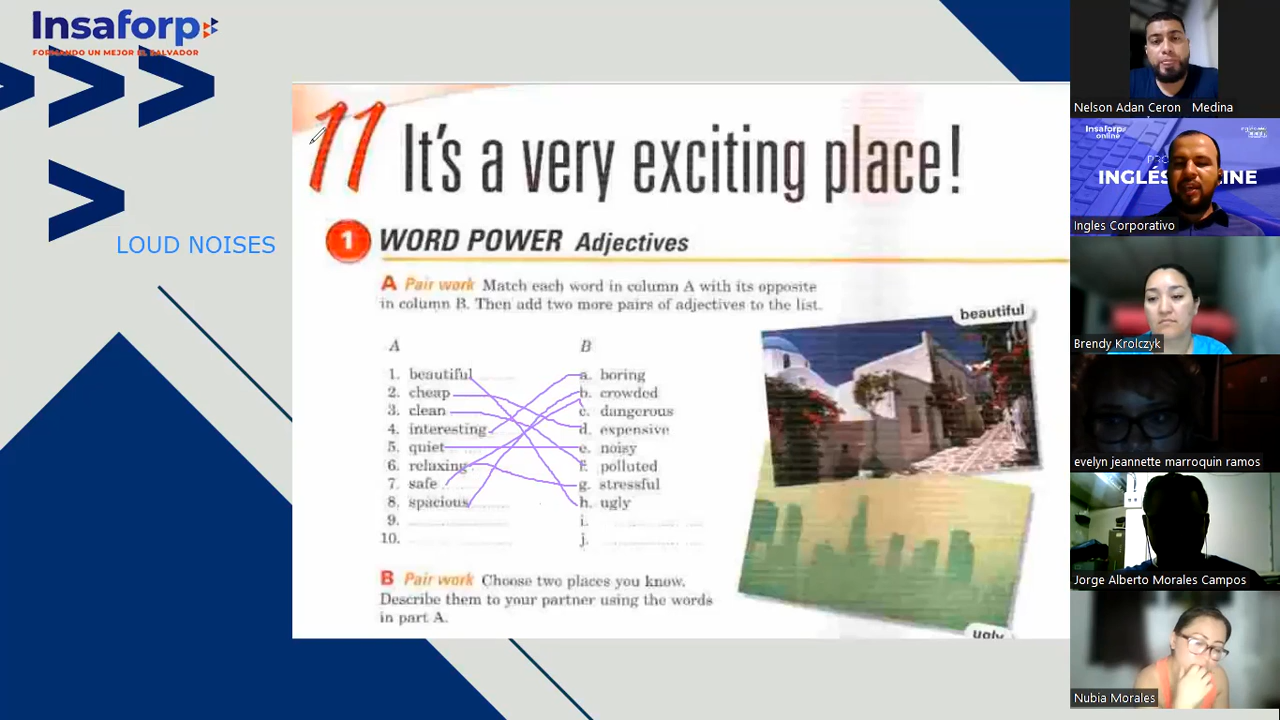 Insaforp
FORMANDO UN MEJOR EL SALVADOR
LOUD NOISES
11 It's a very exciting place!
1 WORD POWER Adjectives
A Pair work Match each word in column A with its opposite
in column B. Then add two more pairs of adjectives to the list.
A B
1. beautiful a. boring
2. cheap b. crowded
3. clean c. dangerous
4. interesting d. expensive
5. quiet e. noisy
6. relaxing f. polluted
7. safe g. stressful
8. spacious h. ugly
9. i.
10. j.
B Pair work Choose two places you know.
Describe them to your partner using the words
in part A.
beautiful
ugly
Nelson Adan Ceron Medina
Insaforp
online
INGLÉS
Ingles Corporativo
Brendy Krolczyk
evelyn jeannette marroquin ramos
Jorge Alberto Morales Campos
Nubia Morales